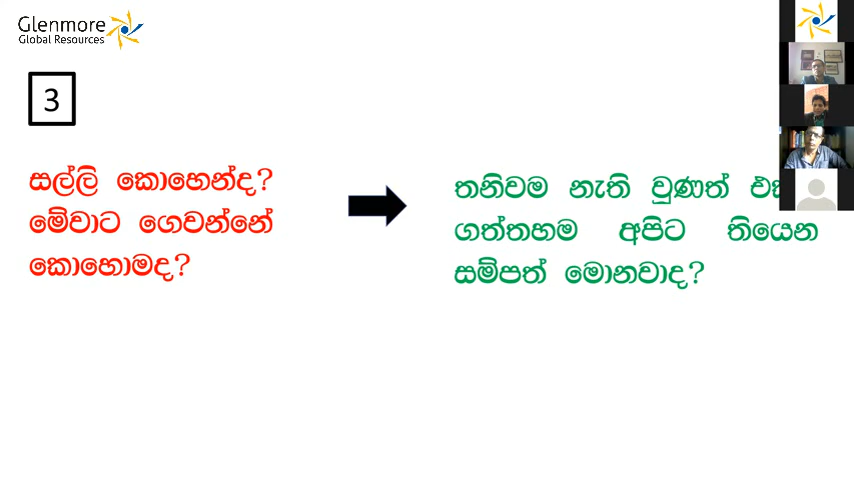 Glenmore
Global Resources
3
සල්ලි කොහෙන්ද?
මේවාට ගෙවන්නේ
කොහොමද?
තනිවම නැති වුණත්
ගත්තහම අපිට තියෙන
සම්පත් මොනවාද?